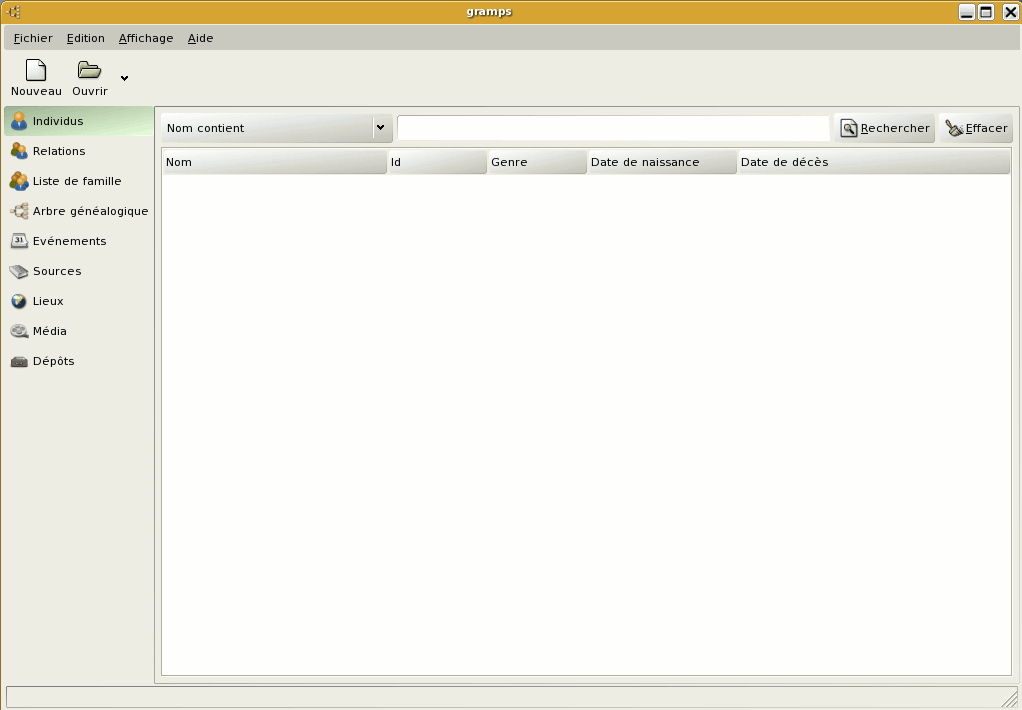 gramps
Fichier Edition Affichage Aide
Nouveau Ouvrir
Individus
Relations
Liste de famille
Arbre généalogique
31 Evénements
Sources
Lieux
Média
Dépôts
Nom contient Rechercher Effacer
Nom Id Genre Date de naissance Date de décès